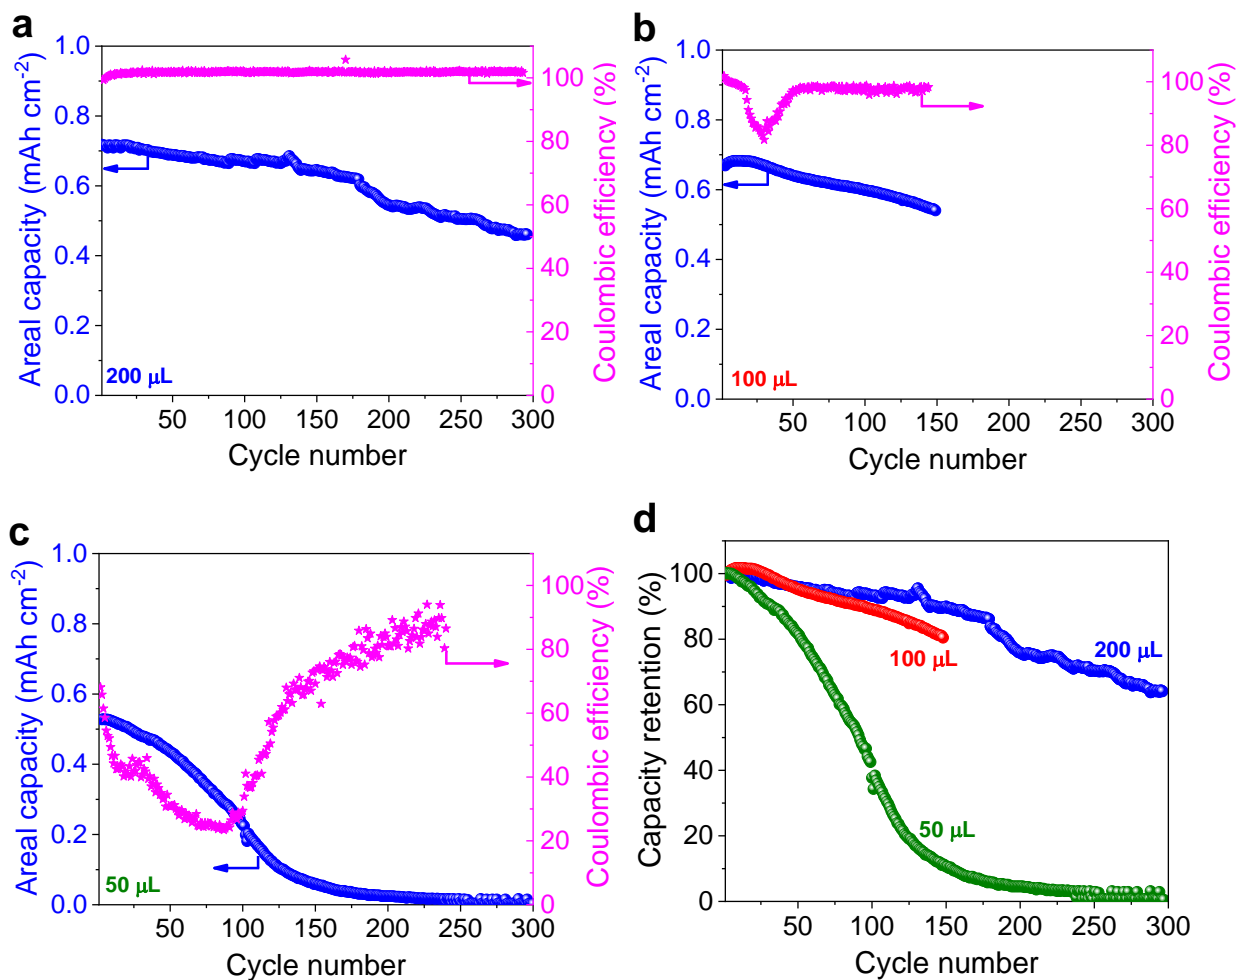 a
1.0
0.8
0.6
0.4
0.2
0.0
Areal capacity (mAh cm-2)
100
80
60
40
20
0
Coulombic efficiency (%)
200 μL
50 100 150 200 250 300
Cycle number
b
1.0
0.8
0.6
0.4
0.2
0.0
Areal capacity (mAh cm-2)
100
80
60
40
20
0
Coulombic efficiency (%)
100 μL
50 100 150 200 250 300
Cycle number
c
1.0
0.8
0.6
0.4
0.2
0.0
Areal capacity (mAh cm-2)
100
80
60
40
20
0
Coulombic efficiency (%)
50 μL
50 100 150 200 250 300
Cycle number
d
100
80
60
40
20
0
Capacity retention (%)
100 μL
200 μL
50 μL
50 100 150 200 250 300
Cycle number